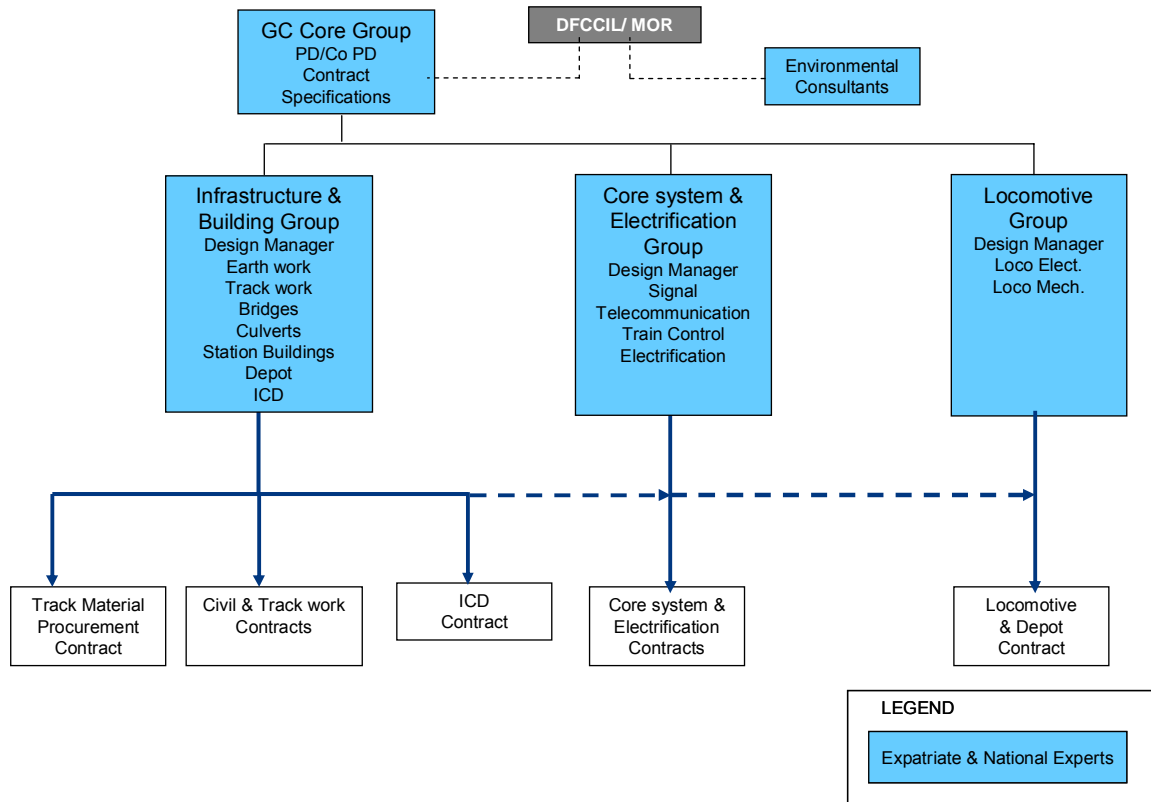 GC Core Group
PD/Co PD
Contract
Specifications
DFCCIL/ MOR
Environmental
Consultants
Infrastructure &
Building Group
Design Manager
Earth work
Track work
Bridges
Culverts
Station Buildings
Depot
ICD
Core system &
Electrification
Group
Design Manager
Signal
Telecommunication
Train Control
Electrification
Locomotive
Group
Design Manager
Loco Elect.
Loco Mech.
Track Material
Procurement
Contract
Civil & Track work
Contracts
ICD
Contract
Core system &
Electrification
Contracts
Locomotive
& Depot
Contract
LEGEND
Expatriate & National Experts